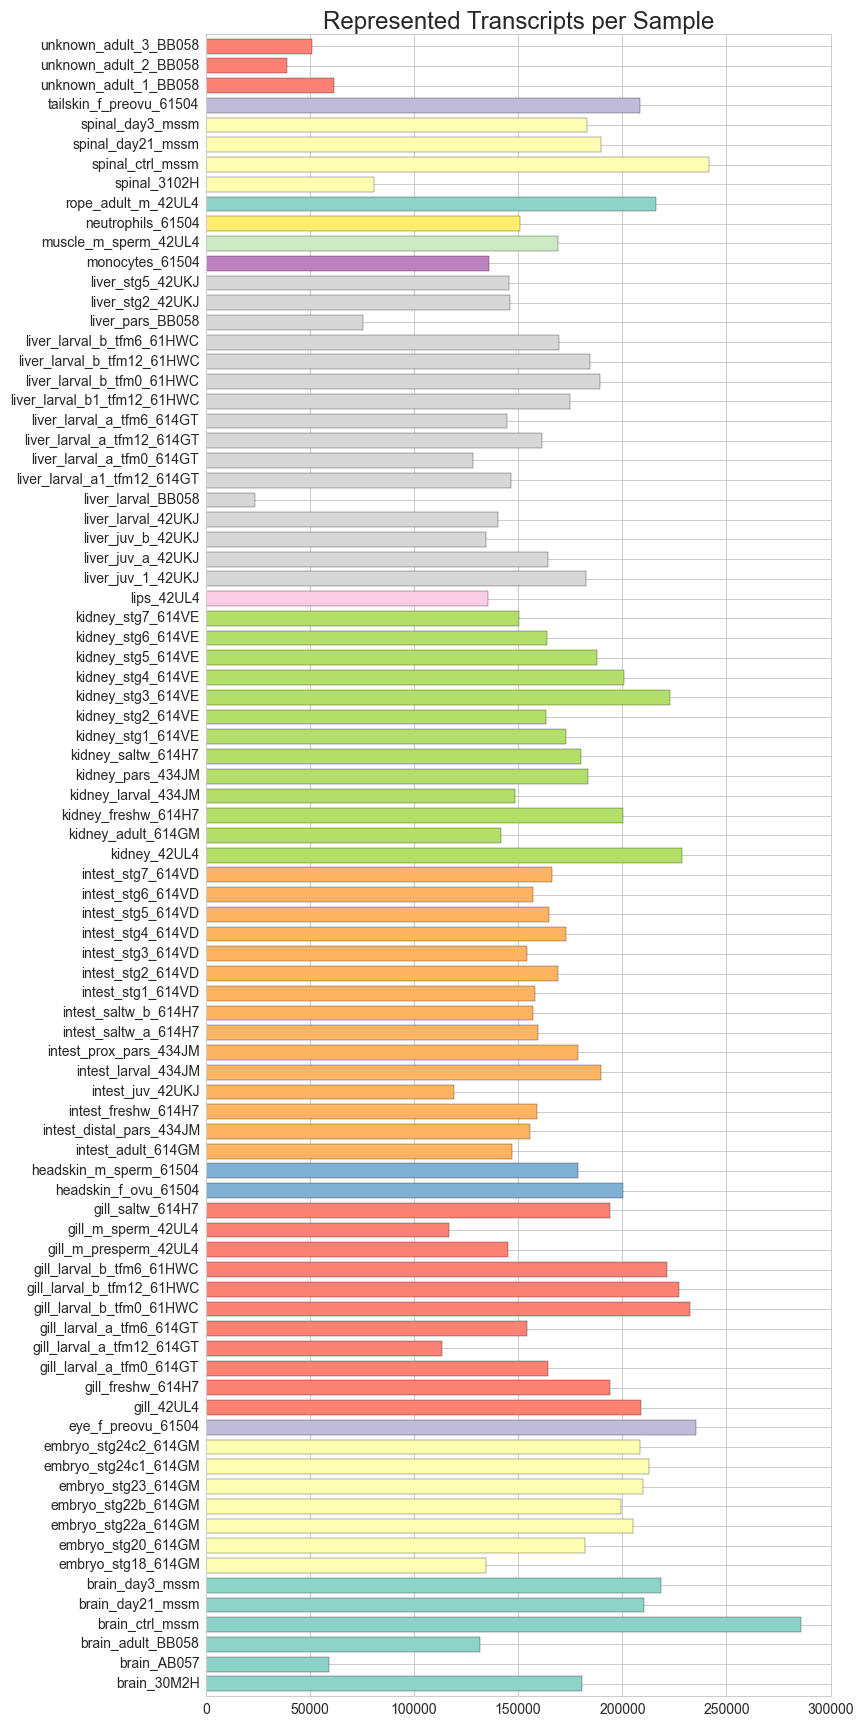 Represented Transcripts per Sample
unknown_adult_3_BB058
unknown_adult_2_BB058
unknown_adult_1_BB058
tailskin_f_preovu_61504
spinal_day3_mssm
spinal_day21_mssm
spinal_ctrl_mssm
spinal_3102H
rope_adult_m_42UL4
neutrophils_61504
muscle_m_sperm_42UL4
monocytes_61504
liver_stg5_42UKJ
liver_stg2_42UKJ
liver_pars_BB058
liver_larval_b_tfm6_61HWC
liver_larval_b_tfm12_61HWC
liver_larval_b_tfm0_61HWC
liver_larval_b1_tfm12_61HWC
liver_larval_a_tfm6_614GT
liver_larval_a_tfm12_614GT
liver_larval_a_tfm0_614GT
liver_larval_a1_tfm12_614GT
liver_larval_BB058
liver_larval_42UKJ
liver_juv_b_42UKJ
liver_juv_a_42UKJ
liver_juv_1_42UKJ
lips_42UL4
kidney_stg7_614VE
kidney_stg6_614VE
kidney_stg5_614VE
kidney_stg4_614VE
kidney_stg3_614VE
kidney_stg2_614VE
kidney_stg1_614VE
kidney_saltw_614H7
kidney_pars_434JM
kidney_larval_434JM
kidney_freshw_614H7
kidney_adult_614GM
kidney_42UL4
intest_stg7_614VD
intest_stg6_614VD
intest_stg5_614VD
intest_stg4_614VD
intest_stg3_614VD
intest_stg2_614VD
intest_stg1_614VD
intest_saltw_b_614H7
intest_saltw_a_614H7
intest_prox_pars_434JM
intest_larval_434JM
intest_juv_42UKJ
intest_freshw_614H7
intest_distal_pars_434JM
intest_adult_614GM
headskin_m_sperm_61504
headskin_f_ovu_61504
gill_saltw_614H7
gill_m_sperm_42UL4
gill_m_presperm_42UL4
gill_larval_b_tfm6_61HWC
gill_larval_b_tfm12_61HWC
gill_larval_b_tfm0_61HWC
gill_larval_a_tfm6_614GT
gill_larval_a_tfm12_614GT
gill_larval_a_tfm0_614GT
gill_freshw_614H7
gill_42UL4
eye_f_preovu_61504
embryo_stg24c2_614GM
embryo_stg24c1_614GM
embryo_stg23_614GM
embryo_stg22b_614GM
embryo_stg22a_614GM
embryo_stg20_614GM
embryo_stg18_614GM
brain_day3_mssm
brain_day21_mssm
brain_ctrl_mssm
brain_adult_BB058
brain_AB057
brain_30M2H
0 50000 100000 150000 200000 250000 300000